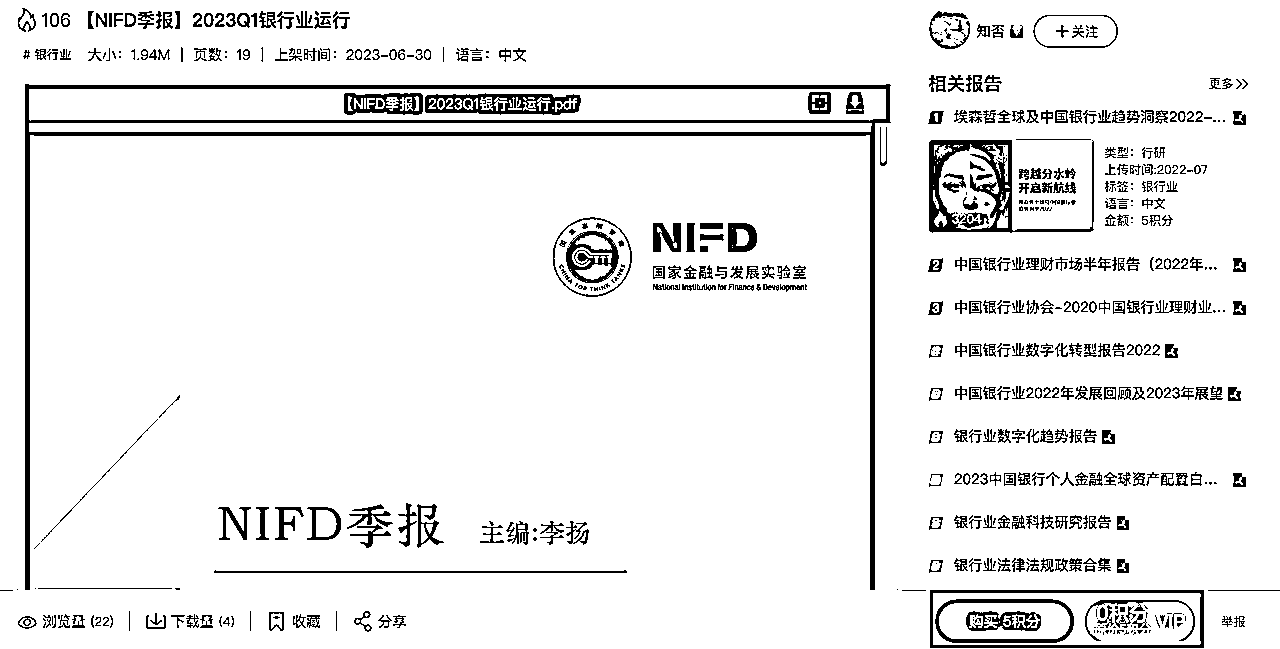 106 【NIFD季报】2023Q1银行业运行
# 银行业 大小: 1.94M | 页数: 19 | 上架时间: 2023-06-30 | 语言: 中文
【NIFD季报】2023Q1银行业运行.pdf
CHINA TOP THINK TANKS
NIFD
国家金融与发展实验室
National Institution for Finance & Development
NIFD季报 主编:李扬
浏览量 (22) | 下载量 (4) | 收藏 | 分享
知否
+关注
相关报告 更多>>
1 埃森哲全球及中国银行业趋势洞察2022-...
跨越分水岭
开启新航线
3204
类型: 行研
上传时间:2022-07
标签: 银行业
语言: 中文
金额: 5积分
2 中国银行业理财市场半年报告（2022年...
3 中国银行业协会-2020中国银行业理财业...
中国银行业数字化转型报告2022
中国银行业2022年发展回顾及2023年展望
银行业数字化趋势报告
2023中国银行个人金融全球资产配置白...
银行业金融科技研究报告
银行业法律法规政策合集
购买 5积分
0积分 VIP
举报